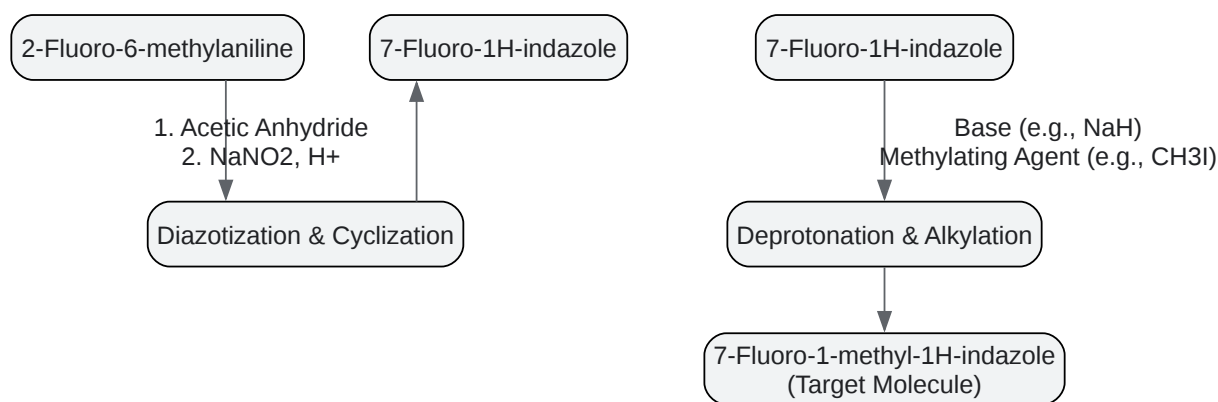 2-Fluoro-6-methylaniline
7-Fluoro-1H-indazole
1. Acetic Anhydride
2. NaNO2, H+
Diazotization & Cyclization
7-Fluoro-1H-indazole
Base (e.g., NaH)
Methylating Agent (e.g., CH3I)
Deprotonation & Alkylation
7-Fluoro-1-methyl-1H-indazole
(Target Molecule)